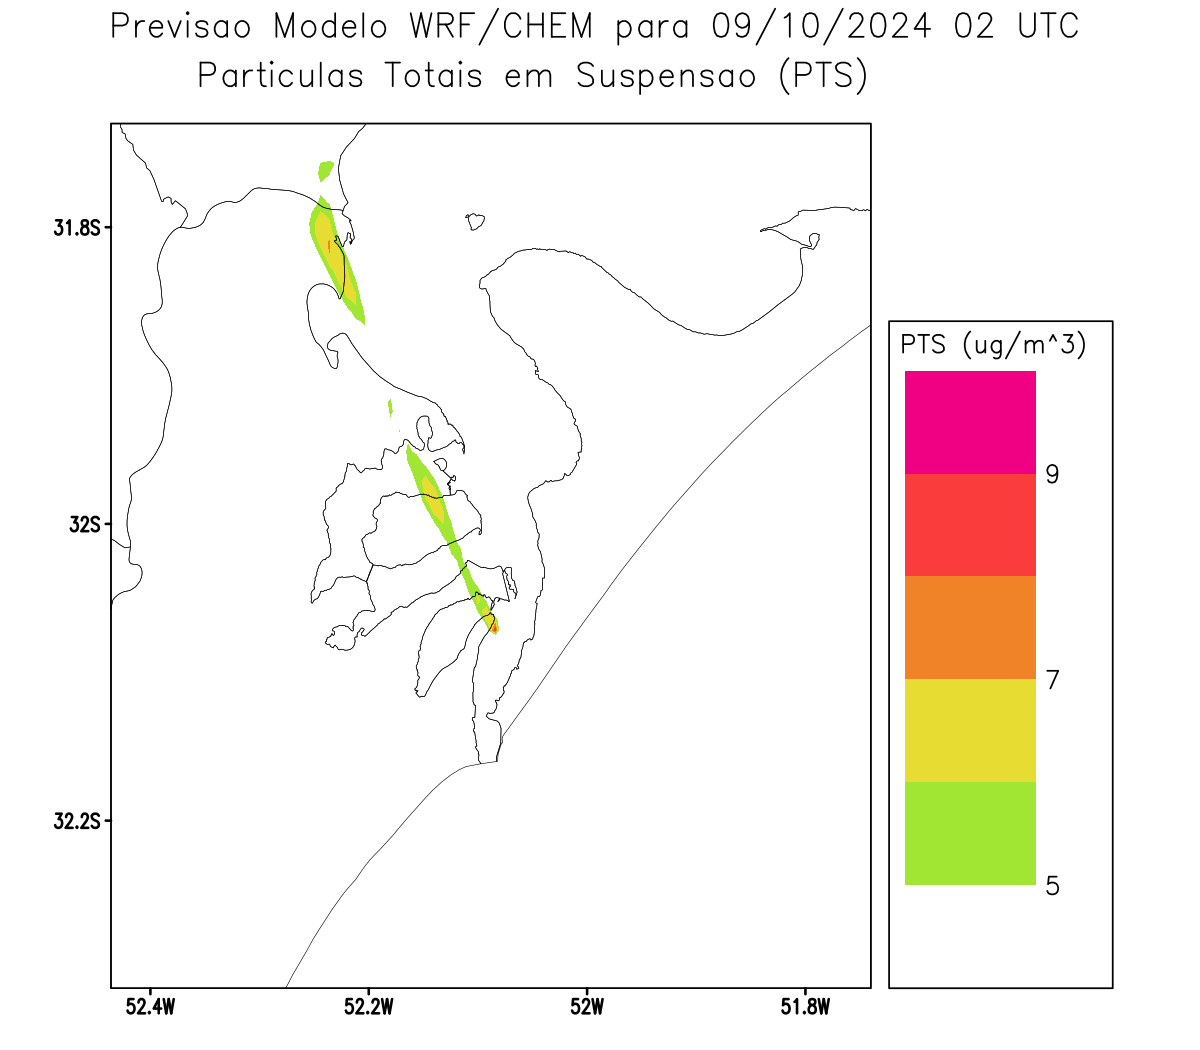 Previsao Modelo WRF/CHEM para 09/10/2024 02 UTC
Particulas Totais em Suspensao (PTS)
31.8S
32S
32.2S
52.4W 52.2W 52W 51.8W
PTS (ug/m^3)
9
7
5